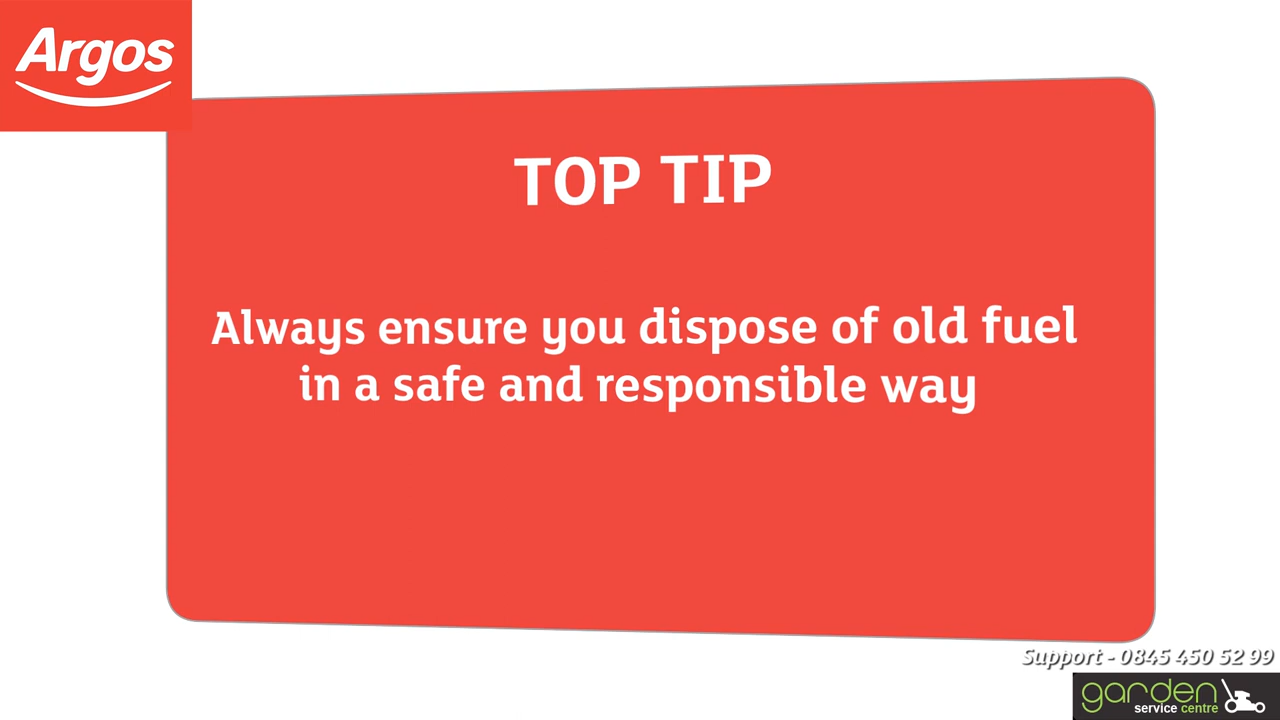 Argos
TOP TIP
Always ensure you dispose of old fuel
in a safe and responsible way
Support - 0845 450 52 99
garden
service centre